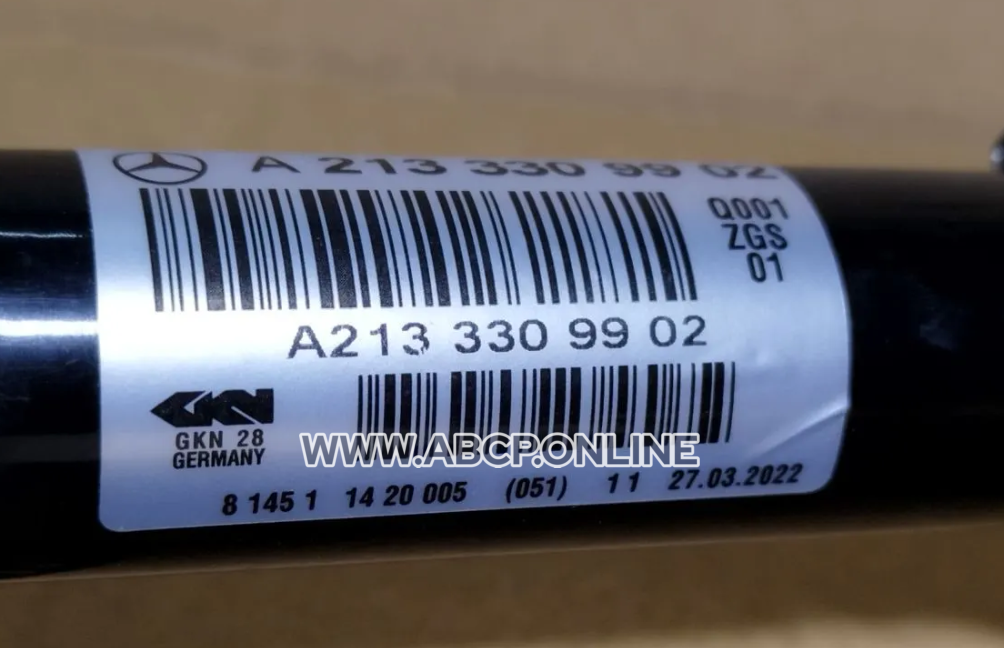 A 213 330 99 02
Q001
ZGS
01
A213 330 99 02
GKN
GKN 28
GERMANY
WWW.ABCP.ONLINE
8 145 1 14 20 005 (051) 1 1 27.03.2022